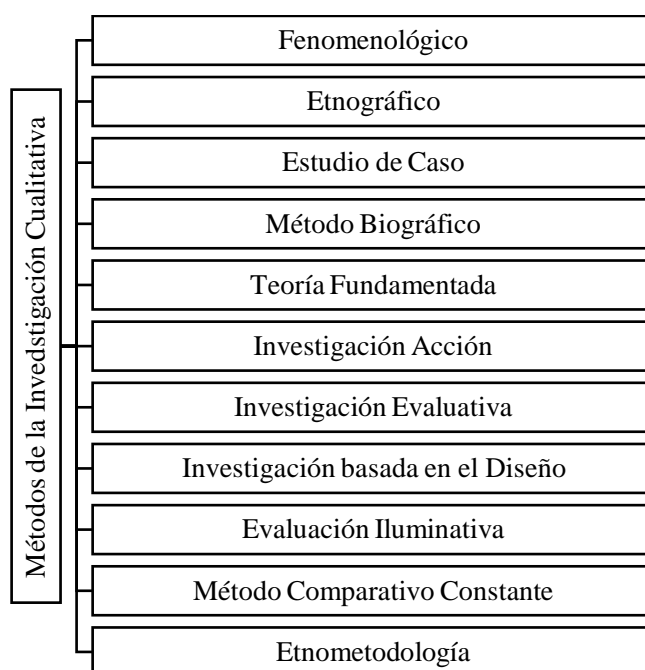 Métodos de la Invedstigación Cualitativa
Fenomenológico
Etnográfico
Estudio de Caso
Método Biográfico
Teoría Fundamentada
Investigación Acción
Investigación Evaluativa
Investigación basada en el Diseño
Evaluación Iluminativa
Método Comparativo Constante
Etnometodología